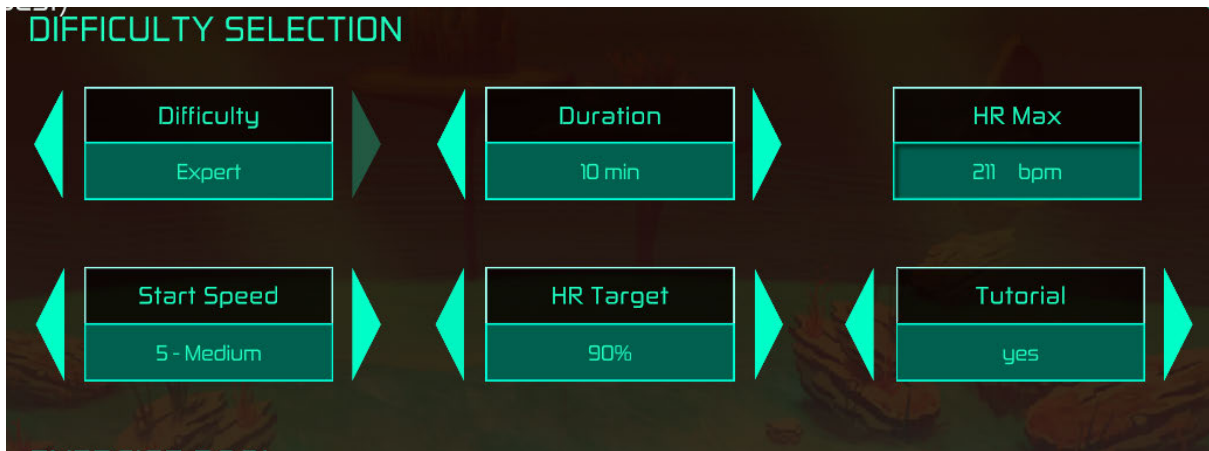 DIFFICULTY SELECTION
Difficulty
Duration
HR Max
Expert
10 min
211 bpm
Start Speed
HR Target
Tutorial
5 - Medium
90%
yes